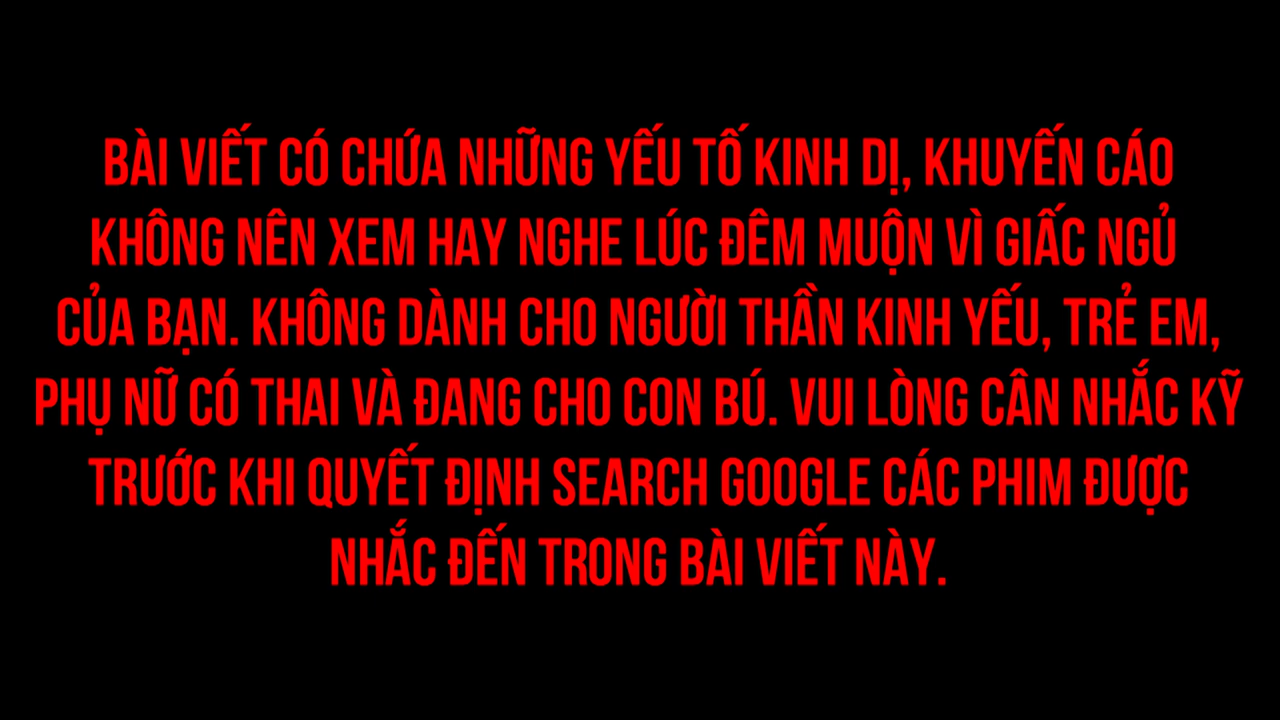 BÀI VIẾT CÓ CHỨA NHỮNG YẾU TỐ KINH DỊ, KHUYẾN CÁO
KHÔNG NÊN XEM HAY NGHE LÚC ĐÊM MUỘN VÌ GIẤC NGỦ
CỦA BẠN. KHÔNG DÀNH CHO NGƯỜI THẦN KINH YẾU, TRẺ EM,
PHỤ NỮ CÓ THAI VÀ ĐANG CHO CON BÚ. VUI LÒNG CÂN NHẮC KỸ
TRƯỚC KHI QUYẾT ĐỊNH SEARCH GOOGLE CÁC PHIM ĐƯỢC
NHẮC ĐẾN TRONG BÀI VIẾT NÀY.